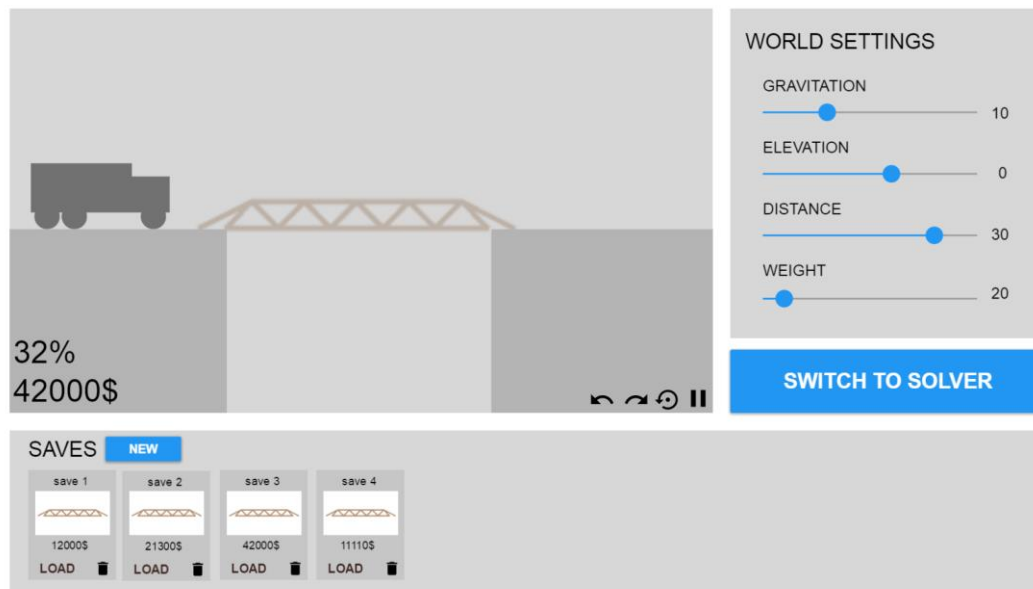 32%
42000$
WORLD SETTINGS
GRAVITATION
10
ELEVATION
0
DISTANCE
30
WEIGHT
20
SWITCH TO SOLVER
SAVES NEW
save 1 save 2 save 3 save 4
12000$ 21300$ 42000$ 11110$
LOAD LOAD LOAD LOAD